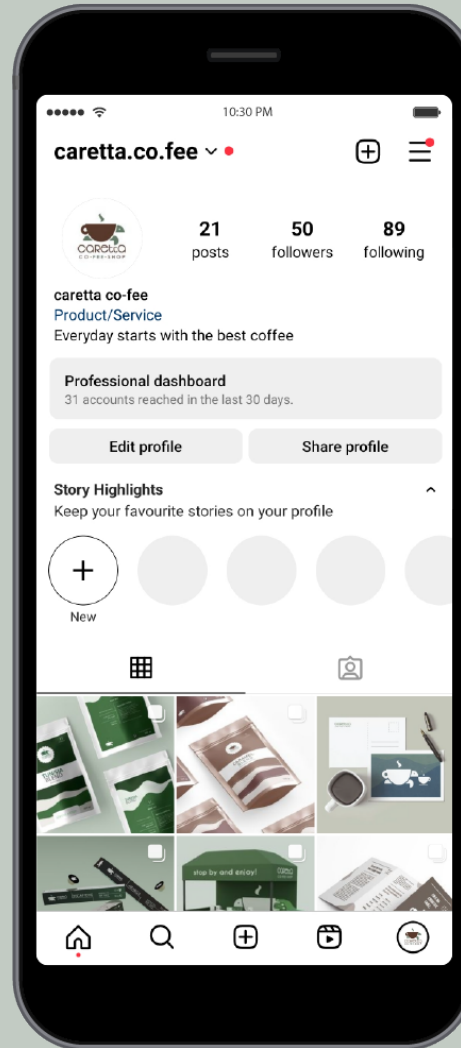 10:30 PM
caretta.co.fee
CARETTA
CO-FEE-SHOP
21
50
89
posts
followers
following
caretta co-fee
Product/Service
Everyday starts with the best coffee
Professional dashboard
31 accounts reached in the last 30 days.
Edit profile
Share profile
Story Highlights
Keep your favourite stories on your profile
New
stop by and enjoy!